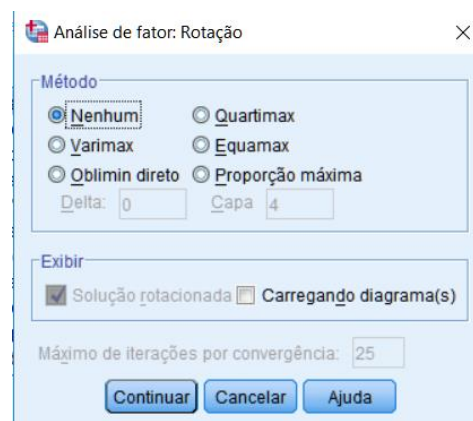 Análise de fator: Rotação
Método
Nenhum Quartimax
Varimax Equamax
Oblimin direto Proporção máxima
Delta: 0 Capa 4
Exibir
Solução rotacionada Carregando diagrama(s)
Máximo de iterações por convergência: 25
Continuar Cancelar Ajuda